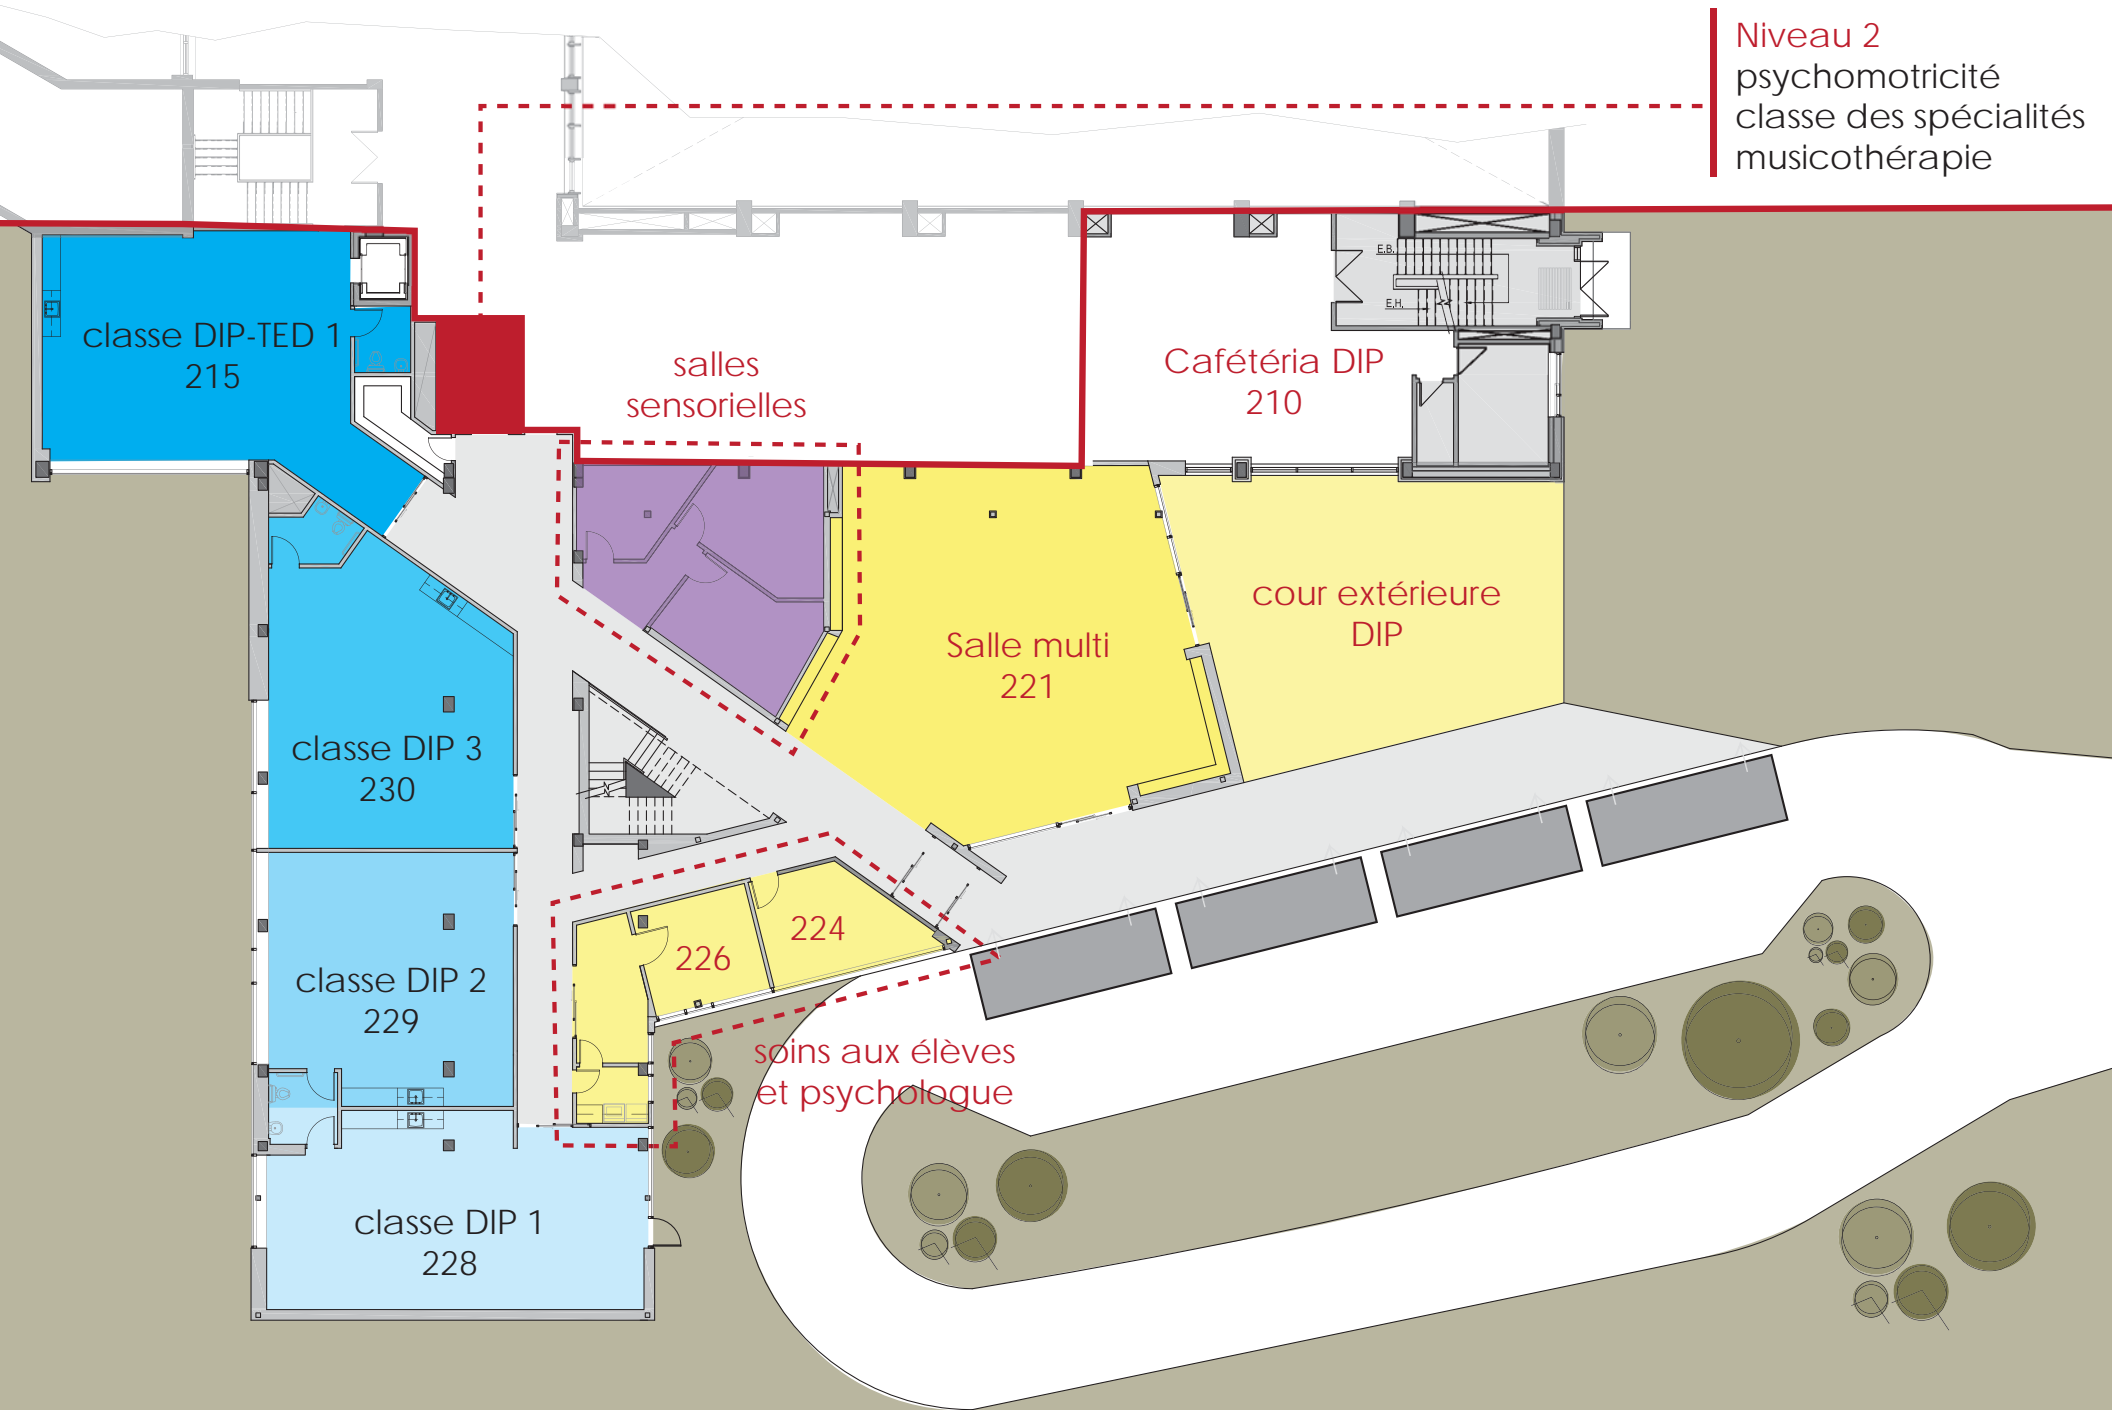 Niveau 2
psychomotricité
classe des spécialités
musicothérapie
E.B.
E.H.
classe DIP-TED 1
215
salles
sensorielles
Cafétéria DIP
210
cour extérieure
DIP
Salle multi
221
classe DIP 3
230
224
226
classe DIP 2
229
soins aux élèves
et psychologue
classe DIP 1
228